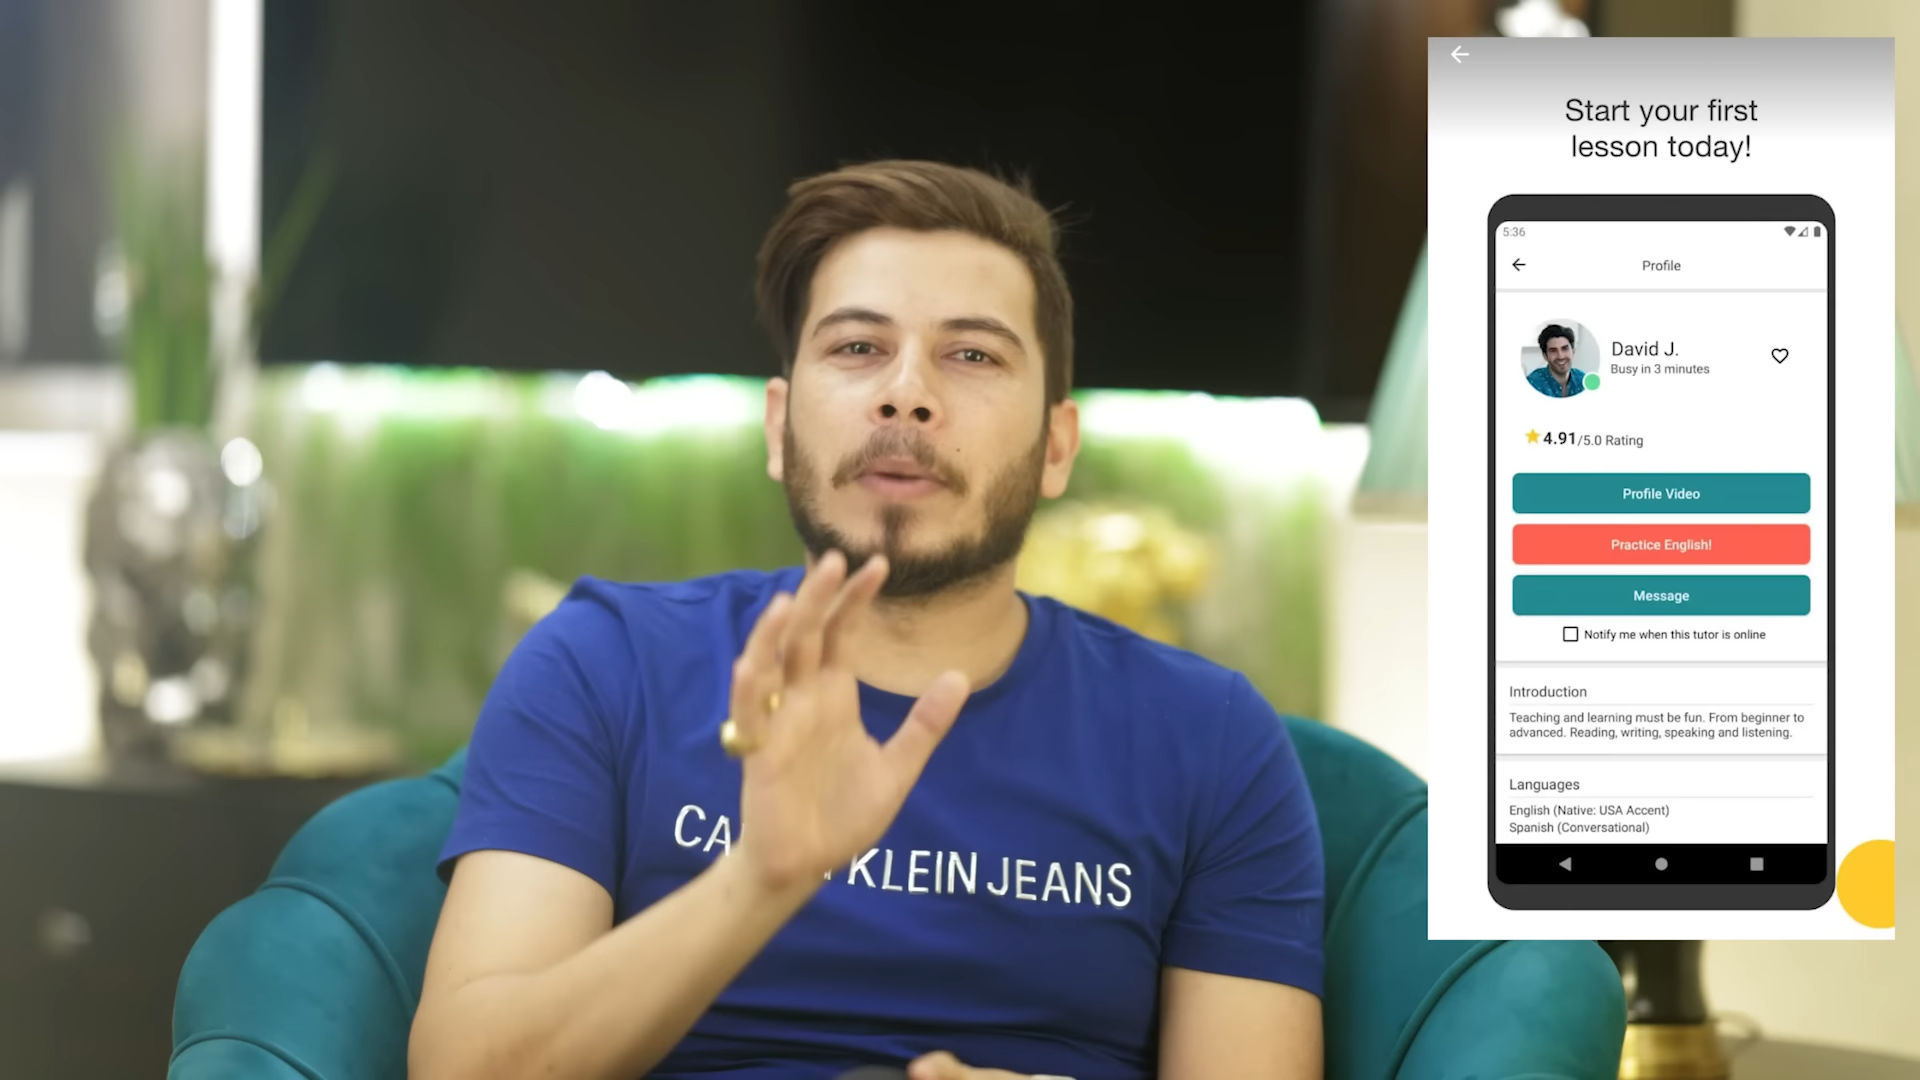 Start your first
lesson today!
5:36
Profile
David J.
Busy in 3 minutes
4.91/5.0 Rating
Profile Video
Practice English!
Message
Notify me when this tutor is online
Introduction
Teaching and learning must be fun. From beginner to
advanced. Reading, writing, speaking and listening.
Languages
English (Native: USA Accent)
Spanish (Conversational)
CA KLEIN JEANS